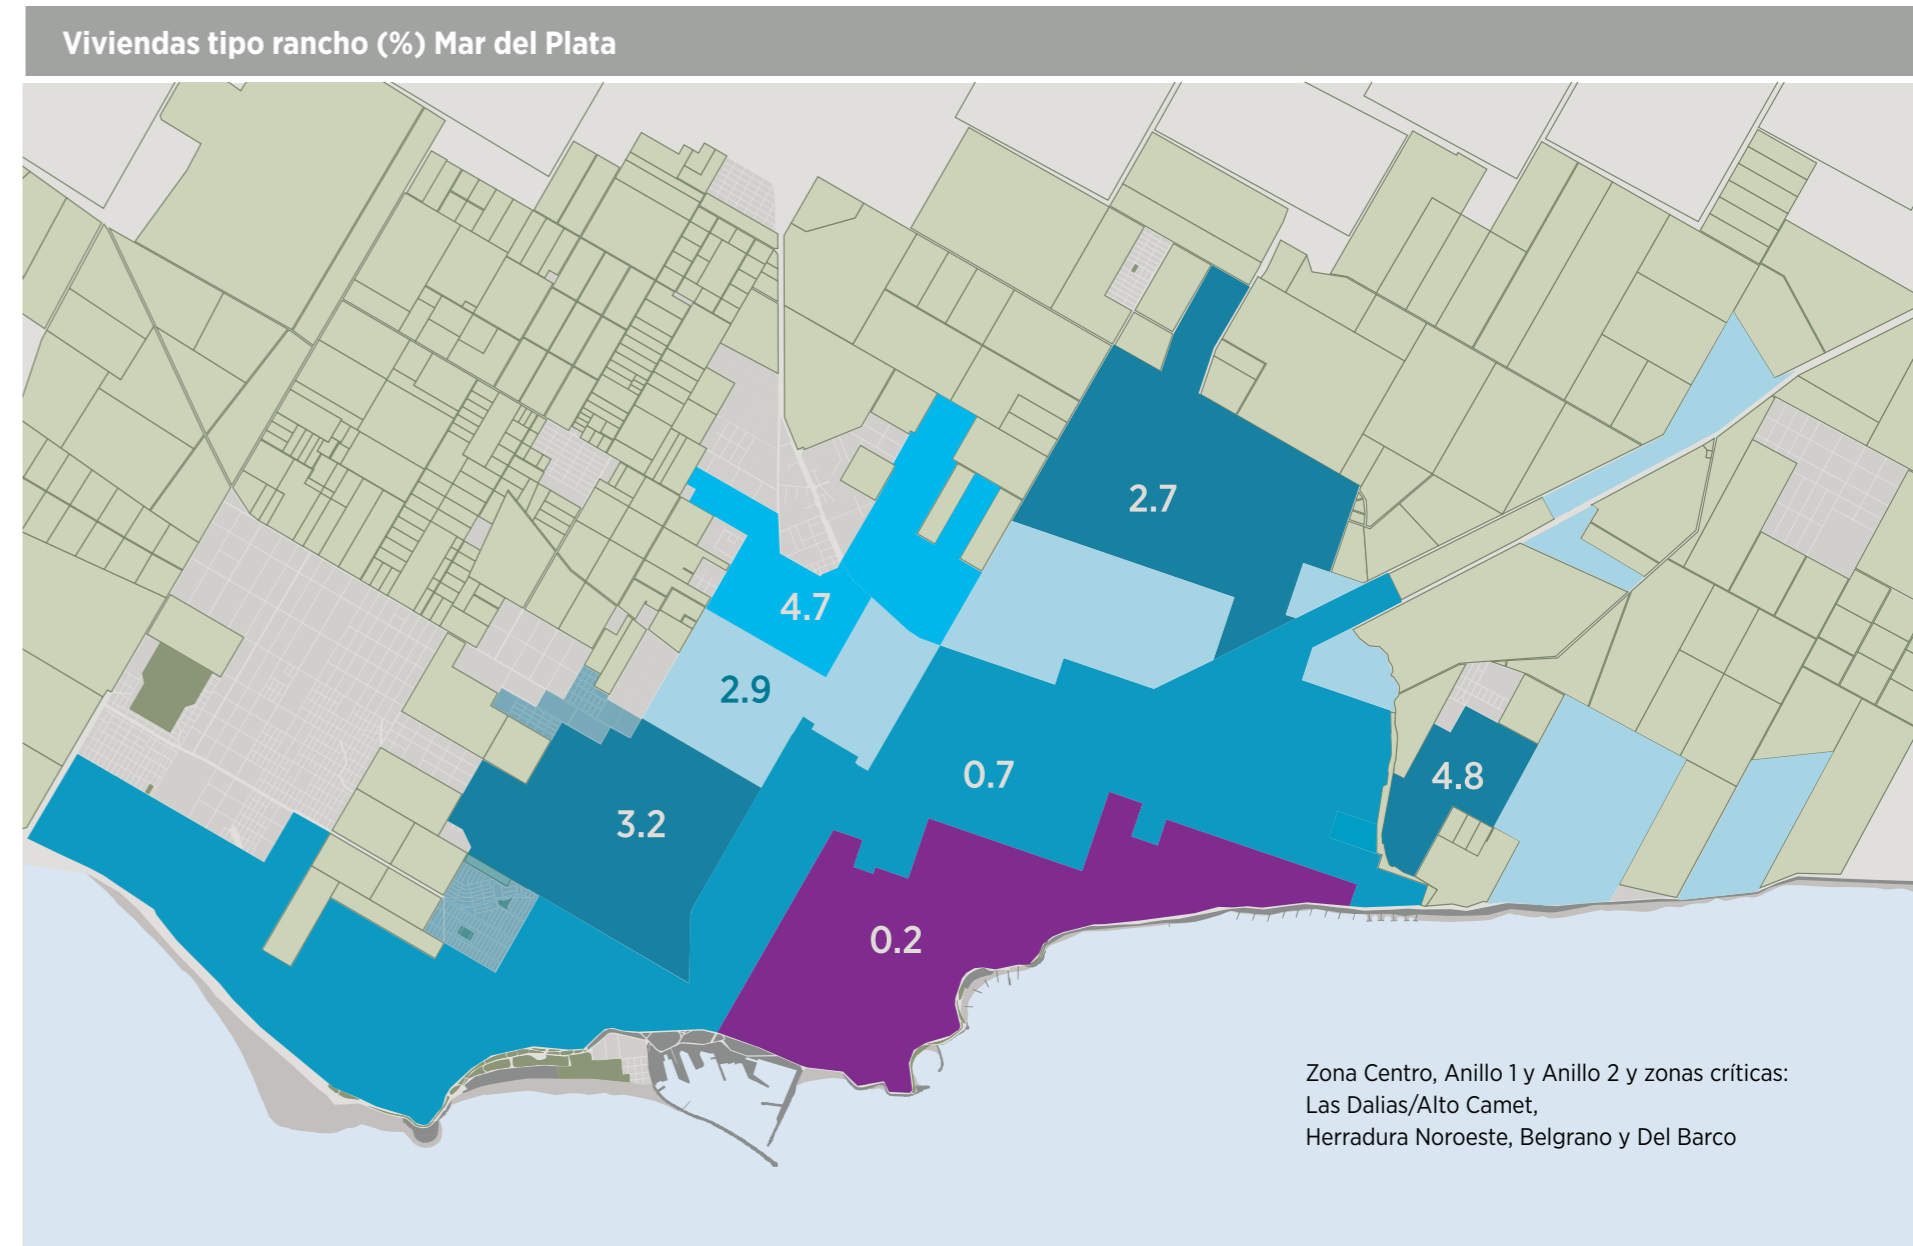 Viviendas tipo rancho (%) Mar del Plata
2.7
4.7
2.9
0.7
4.8
3.2
0.2
Zona Centro, Anillo 1 y Anillo 2 y zonas críticas:
Las Dalias/Alto Camet,
Herradura Noroeste, Belgrano y Del Barco